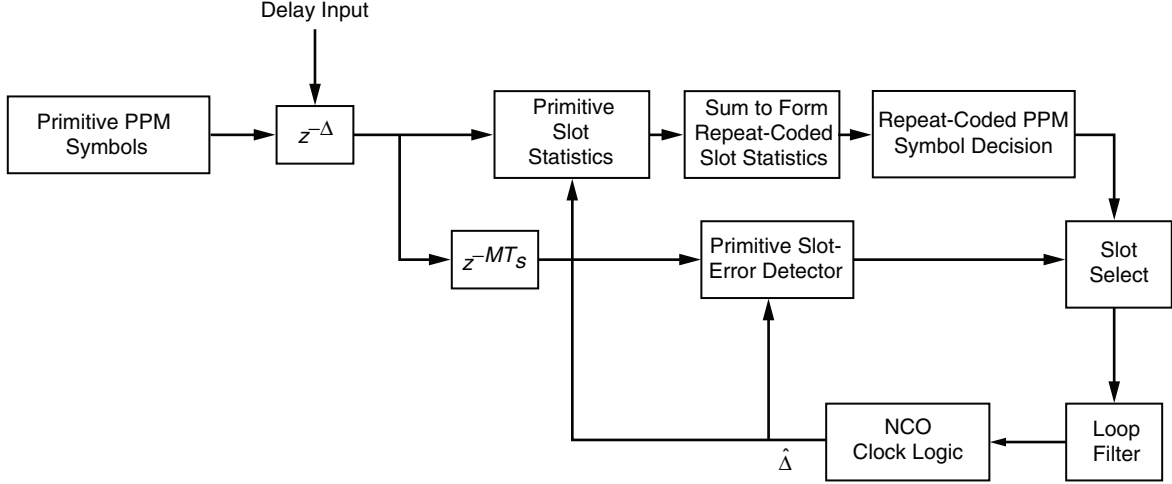 Delay Input
Primitive PPM
Symbols
z^{-Δ}
Primitive
Slot
Statistics
Sum to Form
Repeat-Coded
Slot Statistics
Repeat-Coded PPM
Symbol Decision
z^{-MT_s}
Primitive Slot-
Error Detector
Slot
Select
NCO
Clock Logic
Loop
Filter
Δ̂